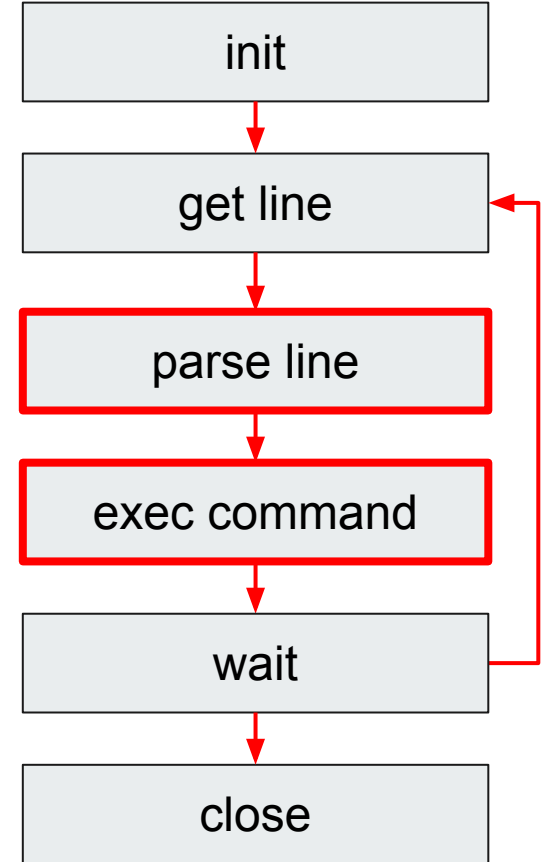 init
get line
parse line
exec command
wait
close